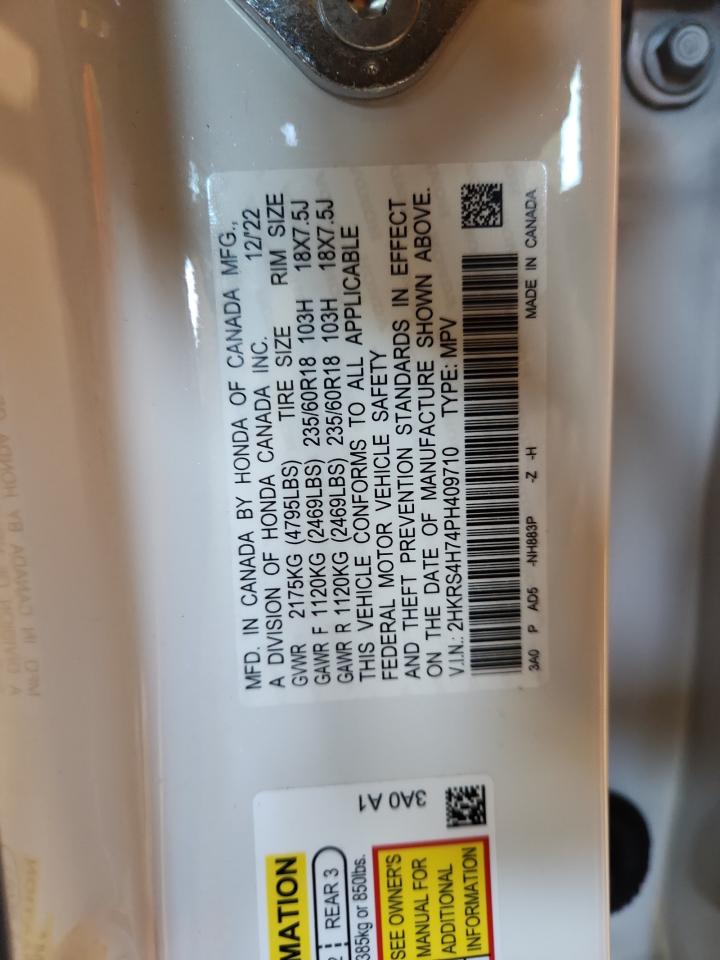 MFD. IN CANADA BY HONDA OF CANADA MFG.,
A DIVISION OF HONDA CANADA INC. 12/'22
GVWR 2175KG (4795LBS) TIRE SIZE RIM SIZE
GAWR F 1120KG (2469LBS) 235/60R18 103H 18X7.5J
GAWR R 1120KG (2469LBS) 235/60R18 103H 18X7.5J
THIS VEHICLE CONFORMS TO ALL APPLICABLE
FEDERAL MOTOR VEHICLE SAFETY
AND THEFT PREVENTION STANDARDS IN EFFECT
ON THE DATE OF MANUFACTURE SHOWN ABOVE.
V.I.N.: 2HKRS4H74PH409710 TYPE: MPV
3A0 P AD5 -NH883P -Z -H MADE IN CANADA
3A0 A1
MATION
REAR 3
385kg or 850lbs.
SEE OWNER'S
MANUAL FOR
ADDITIONAL
INFORMATION